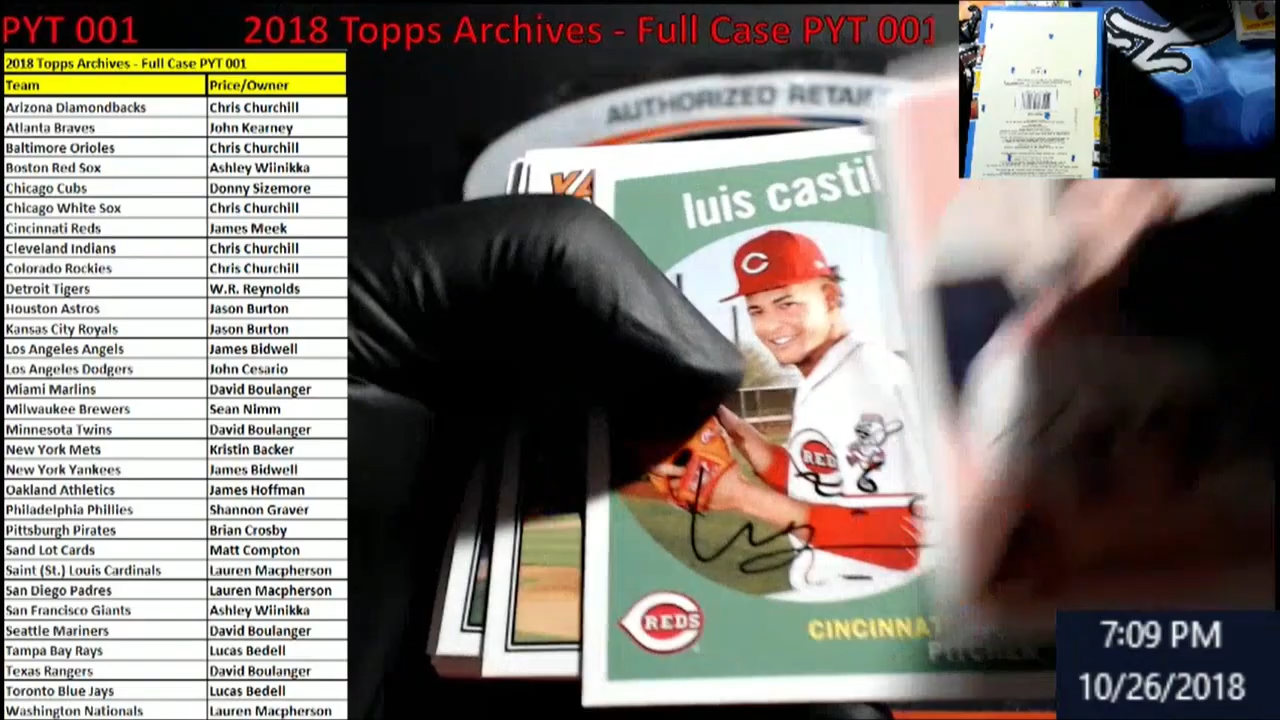 PYT 001
2018 Topps Archives - Full Case PYT 001
2018 Topps Archives - Full Case PYT 001
Team Price/Owner
Arizona Diamondbacks Chris Churchill
Atlanta Braves John Kearney
Baltimore Orioles Chris Churchill
Boston Red Sox Ashley Wiinikka
Chicago Cubs Donny Sizemore
Chicago White Sox Chris Churchill
Cincinnati Reds James Meek
Cleveland Indians Chris Churchill
Colorado Rockies Chris Churchill
Detroit Tigers W.R. Reynolds
Houston Astros Jason Burton
Kansas City Royals Jason Burton
Los Angeles Angels James Bidwell
Los Angeles Dodgers John Cesario
Miami Marlins David Boulanger
Milwaukee Brewers Sean Nimm
Minnesota Twins David Boulanger
New York Mets Kristin Backer
New York Yankees James Bidwell
Oakland Athletics James Hoffman
Philadelphia Phillies Shannon Graver
Pittsburgh Pirates Brian Crosby
Sand Lot Cards Matt Compton
Saint (St.) Louis Cardinals Lauren Macpherson
San Diego Padres Lauren Macpherson
San Francisco Giants Ashley Wiinikka
Seattle Mariners David Boulanger
Tampa Bay Rays Lucas Bedell
Texas Rangers David Boulanger
Toronto Blue Jays Lucas Bedell
Washington Nationals Lauren Macpherson
AUTHORIZED RETAI
luis castil
C
RED
REDS
CINCINNA
PITCHER
7:09 PM
10/26/2018